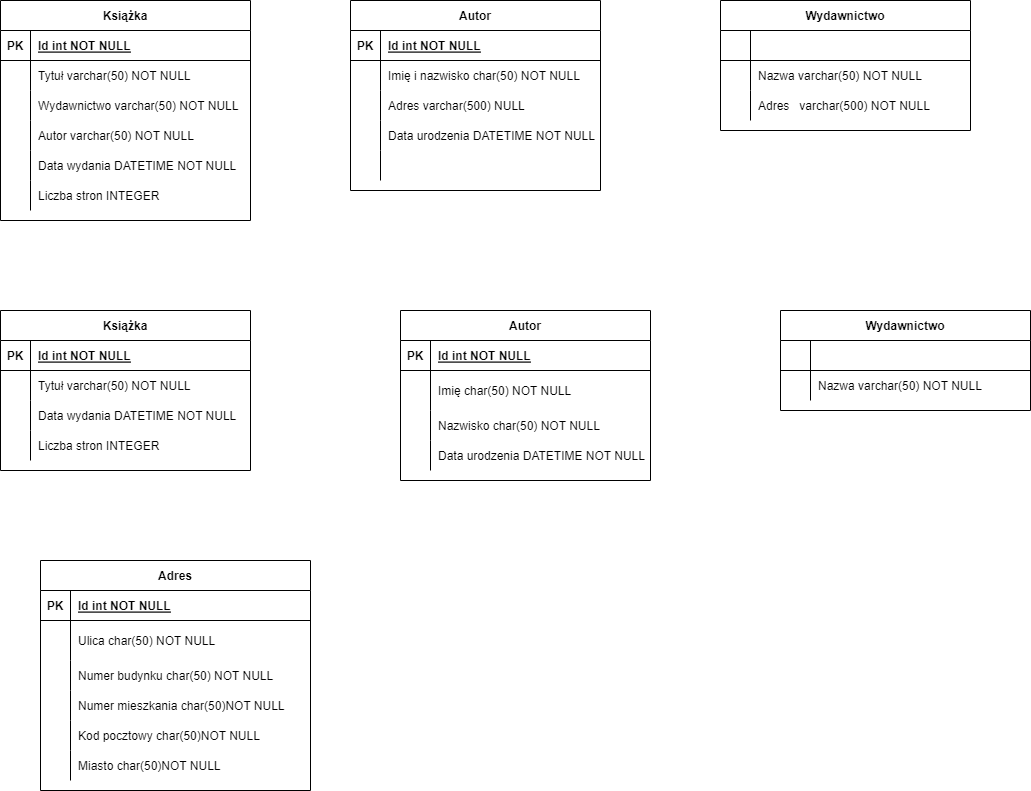 Książka
PK Id int NOT NULL
Tytuł varchar(50) NOT NULL
Wydawnictwo varchar(50) NOT NULL
Autor varchar(50) NOT NULL
Data wydania DATETIME NOT NULL
Liczba stron INTEGER
Autor
PK Id int NOT NULL
Imię i nazwisko char(50) NOT NULL
Adres varchar(500) NULL
Data urodzenia DATETIME NOT NULL
Wydawnictwo
Nazwa varchar(50) NOT NULL
Adres varchar(500) NOT NULL
Książka
PK Id int NOT NULL
Tytuł varchar(50) NOT NULL
Data wydania DATETIME NOT NULL
Liczba stron INTEGER
Autor
PK Id int NOT NULL
Imię char(50) NOT NULL
Nazwisko char(50) NOT NULL
Data urodzenia DATETIME NOT NULL
Wydawnictwo
Nazwa varchar(50) NOT NULL
Adres
PK Id int NOT NULL
Ulica char(50) NOT NULL
Numer budynku char(50) NOT NULL
Numer mieszkania char(50)NOT NULL
Kod pocztowy char(50)NOT NULL
Miasto char(50)NOT NULL